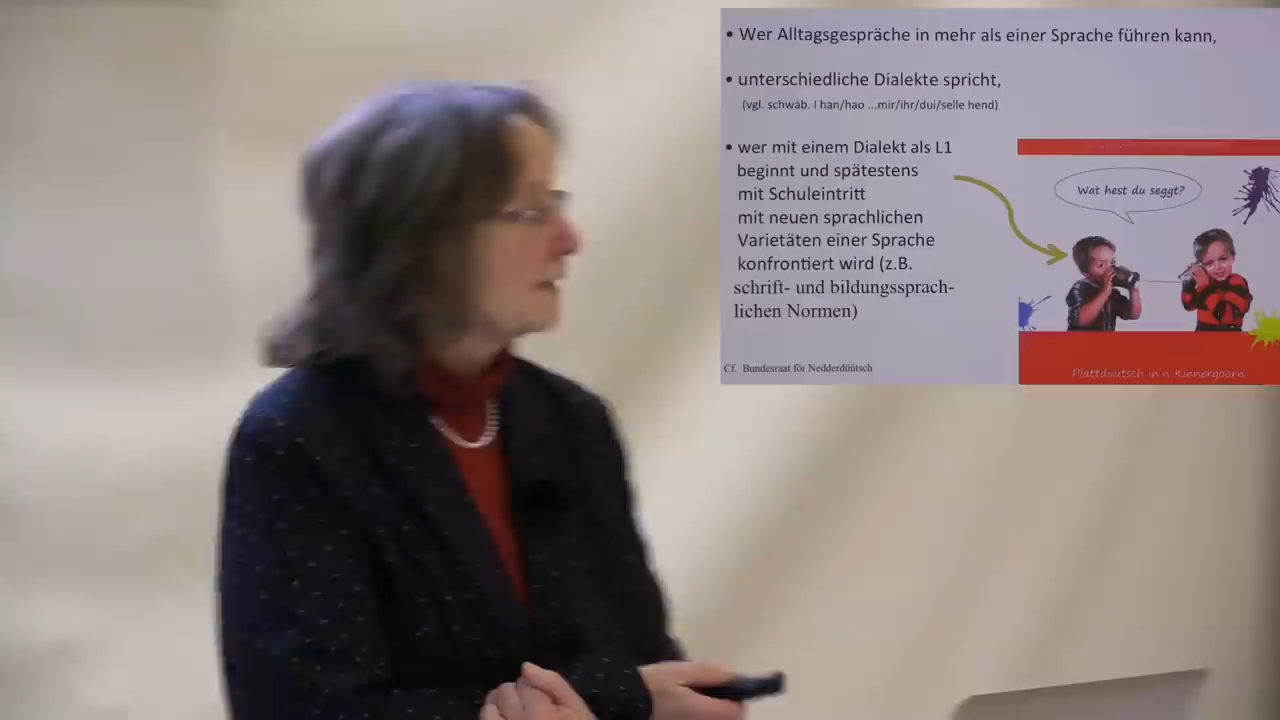 • Wer Alltagsgespräche in mehr als einer Sprache führen kann,
• unterschiedliche Dialekte spricht,
(vgl. schwäb. I han/hao ...mir/ihr/dui/selle hend)
• wer mit einem Dialekt als L1
beginnt und spätestens
mit Schuleintritt
mit neuen sprachlichen
Varietäten einer Sprache
konfrontiert wird (z.B.
schrift- und bildungssprach-
lichen Normen)
Wat hest du seggt?
Plattdüütsch in'n Kinnergoorn
Cf. Bundesraat för Nedderdüütsch